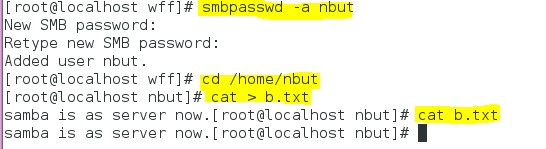 [root@localhost wff]# smbpasswd -a nbut
New SMB password:
Retype new SMB password:
Added user nbut.
[root@localhost wff]# cd /home/nbut
[root@localhost nbut]# cat > b.txt
samba is as server now.[root@localhost nbut]# cat b.txt
samba is as server now.[root@localhost nbut]#